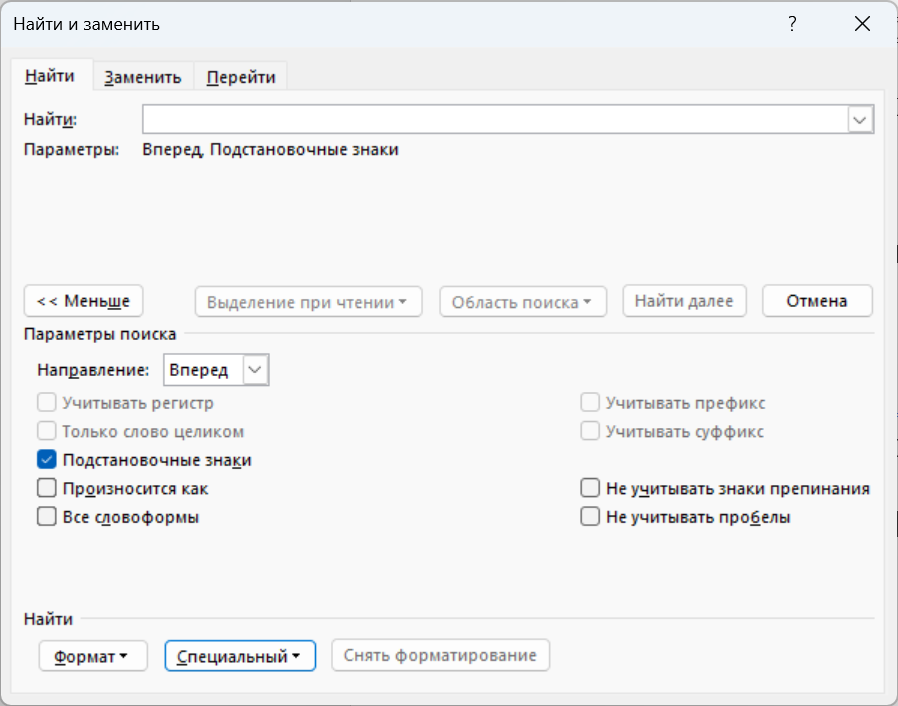 Найти и заменить ?
Найти Заменить Перейти
Найти:
Параметры: Вперед, Подстановочные знаки
<< Меньше Выделение при чтении Область поиска Найти далее Отмена
Параметры поиска
Направление: Вперед
Учитывать регистр Учитывать префикс
Только слово целиком Учитывать суффикс
Подстановочные знаки
Произносится как Не учитывать знаки препинания
Все словоформы Не учитывать пробелы
Найти
Формат Специальный Снять форматирование